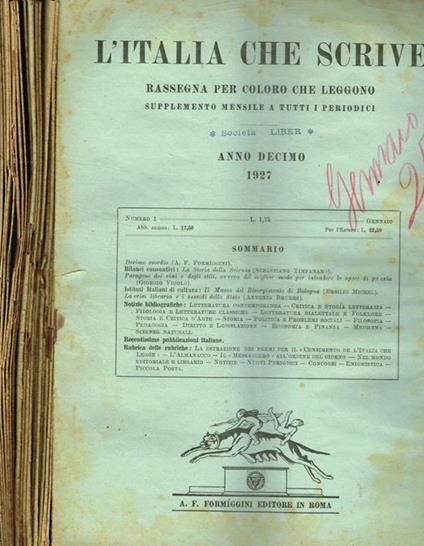 L'ITALIA CHE SCRIVE
RASSEGNA PER COLORO CHE LEGGONO
SUPPLEMENTO MENSILE A TUTTI I PERIODICI
* Società LIBER *
Gennaio
ANNO DECIMO
1927
NUMERO 1 L. 1,75 GENNAIO
Abb. annuo: L. 17,50 Per l'Estero: L. 22,50
SOMMARIO
Decimo esordio (A. F. FORMÍGGINI).
Bilanci consuntivi: La Storia della Scienza (SEBASTIANO TIMPANARO).
Paragone dei vini e degli stili, ovvero del miglior modo per intendere le opere di poesia
(GIORGIO VIGOLO).
Istituti Italiani di cultura: Il Museo del Risorgimento di Bologna (ERSILIO MICHEL).
La crisi libraria e i sussidi dello Stato (ANTONIO BRUERS).
Notizie bibliografiche: LETTERATURA CONTEMPORANEA — CRITICA E STORIA LETTERARIA —
FILOLOGIA E LETTERATURE CLASSICHE — LETTERATURA DIALETTALE E FOLKLORE —
STORIA E CRITICA D'ARTE — STORIA — POLITICA E PROBLEMI SOCIALI — FILOSOFIA —
PEDAGOGIA — DIRITTO E LEGISLAZIONE — ECONOMIA E FINANZA — MEDICINA —
SCIENZE NATURALI.
Recentissime pubblicazioni Italiane.
Rubrica delle rubriche: LA ESTRAZIONE DEI PREMI PER IL «CENSIMENTO DE L'ITALIA CHE
LEGGE» — L'ALMANACCO — IL «MESSAGGERO» ALL'ORDINE DEL GIORNO — NEL MONDO
EDITORIALE E LIBRARIO — NOTIZIE — NUOVI PERIODICI — CONCORSI — ENIGMISTICA —
PICCOLA POSTA.
A. F. FORMÍGGINI EDITORE IN ROMA